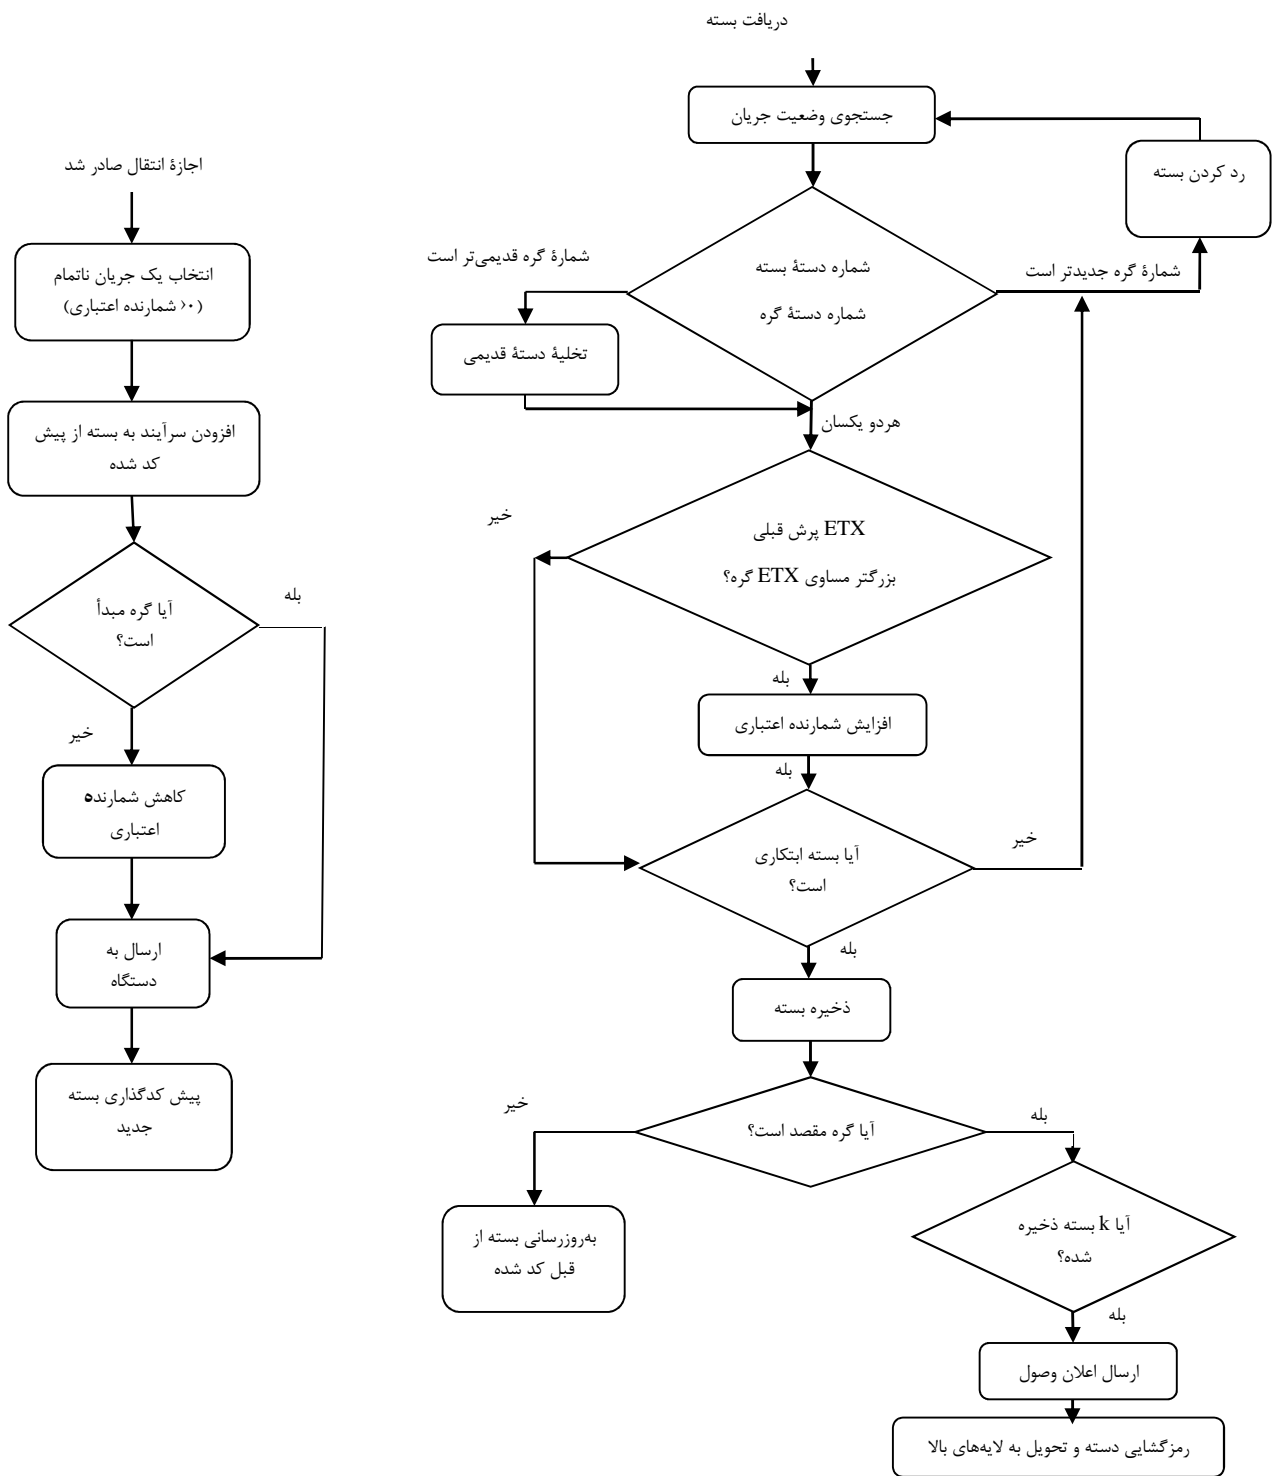 دریافت بسته
جستجوی وضعیت جریان
رد کردن بسته
شمارهٔ گره قدیمی‌تر است
شماره دستهٔ بسته
شماره دستهٔ گره
شمارهٔ گره جدیدتر است
تخلیهٔ دستهٔ قدیمی
هردو یکسان
ETX پرش قبلی
بزرگتر مساوی ETX گره؟
خیر
بله
افزایش شمارنده اعتباری
بله
آیا بسته ابتکاری
است؟
خیر
بله
ذخیره بسته
آیا گره مقصد است؟
خیر
بله
به‌روزرسانی بسته از
قبل کد شده
آیا k بسته ذخیره
شده؟
بله
ارسال اعلان وصول
رمزگشایی دسته و تحویل به لایه‌های بالا
اجازهٔ انتقال صادر شد
انتخاب یک جریان ناتمام
(۰< شمارنده اعتباری)
افزودن سرآیند به بسته از پیش
کد شده
آیا گره مبدأ
است؟
بله
خیر
کاهش شمارنده
اعتباری
ارسال به
دستگاه
پیش کدگذاری بسته
جدید